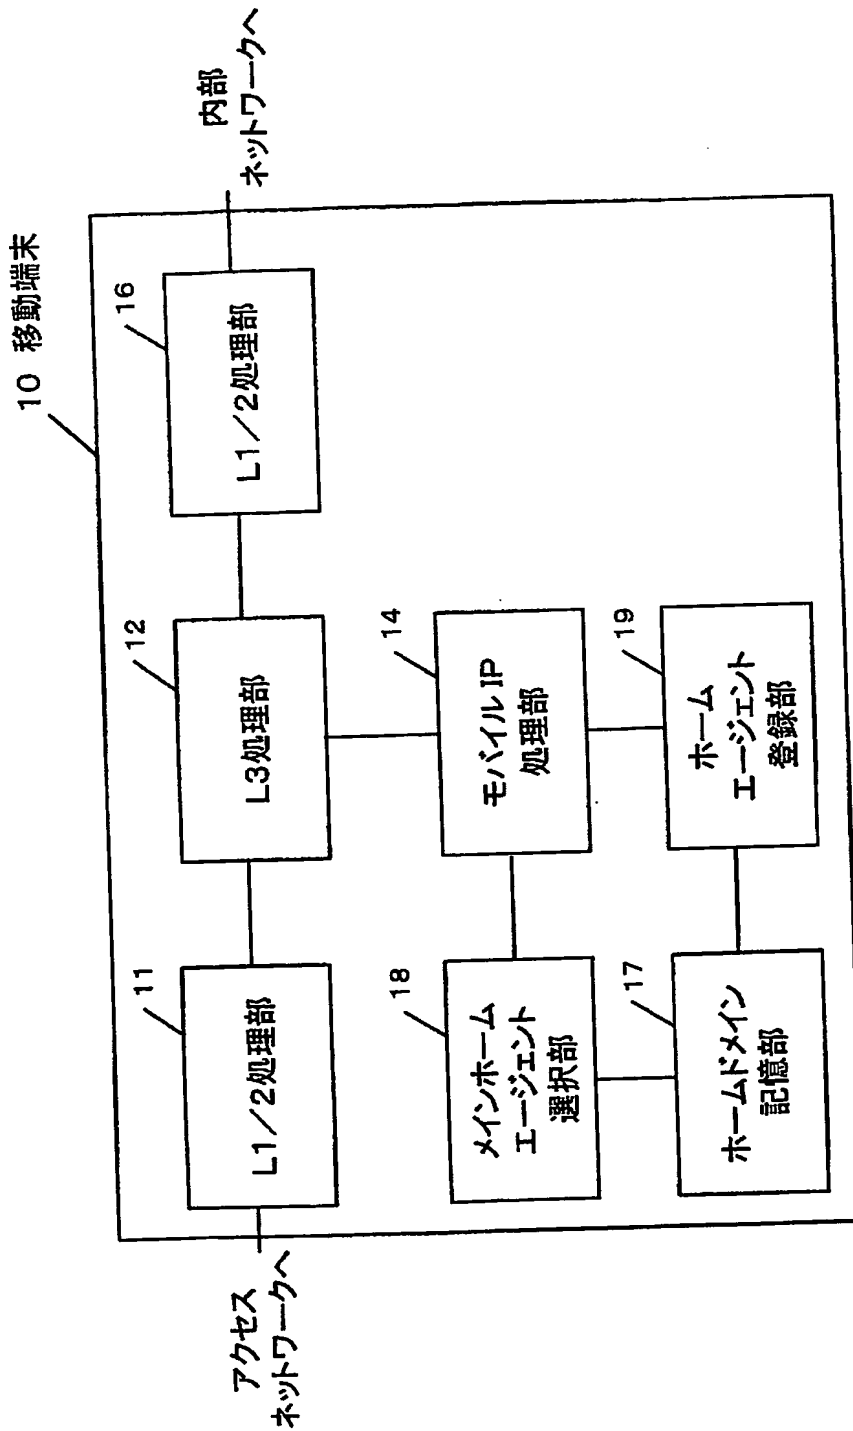 10 移動端末
アクセス
ネットワークへ
11
L1／2処理部
12
L3処理部
16
L1／2処理部
内部
ネットワークへ
18
メインホーム
エージェント
選択部
14
モバイルIP
処理部
17
ホームドメイン
記憶部
19
ホーム
エージェント
登録部